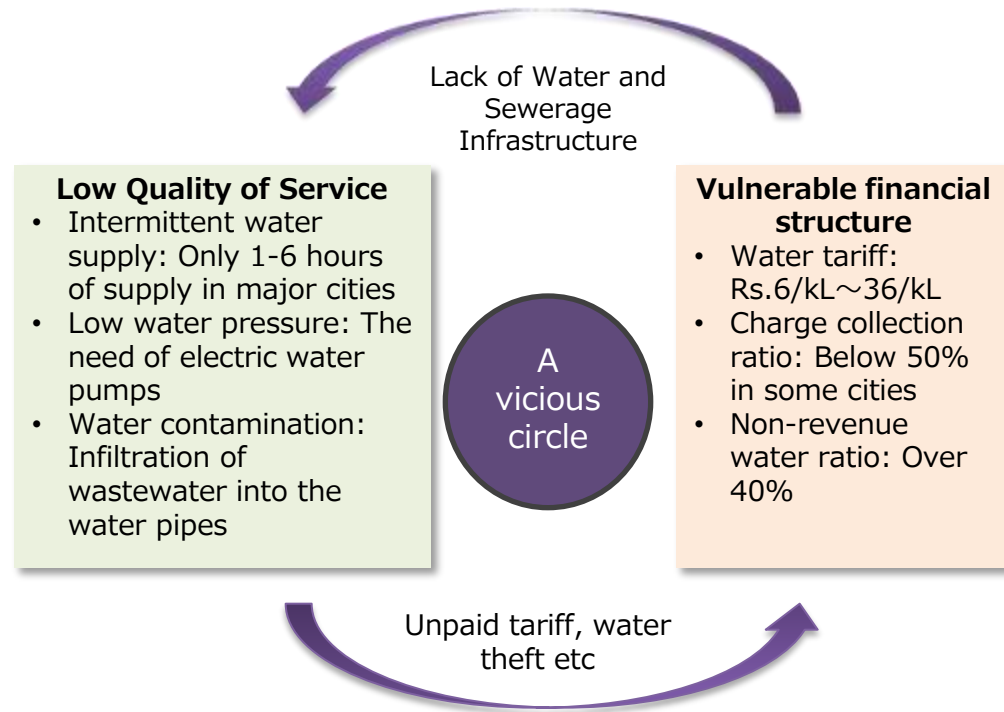 Lack of Water and
Sewerage
Infrastructure
Low Quality of Service
• Intermittent water
supply: Only 1-6 hours
of supply in major cities
• Low water pressure: The
need of electric water
pumps
• Water contamination:
Infiltration of
wastewater into the
water pipes
A
vicious
circle
Vulnerable financial
structure
• Water tariff:
Rs.6/kL～36/kL
• Charge collection
ratio: Below 50%
in some cities
• Non-revenue
water ratio: Over
40%
Unpaid tariff, water
theft etc